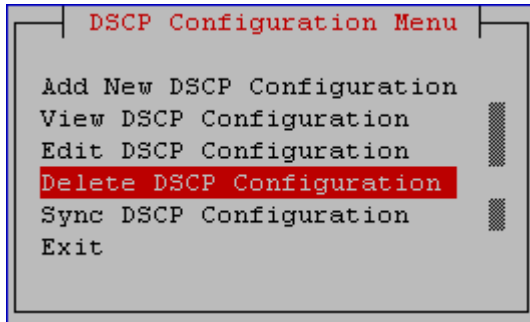 DSCP Configuration Menu
Add New DSCP Configuration
View DSCP Configuration
Edit DSCP Configuration
Delete DSCP Configuration
Sync DSCP Configuration
Exit